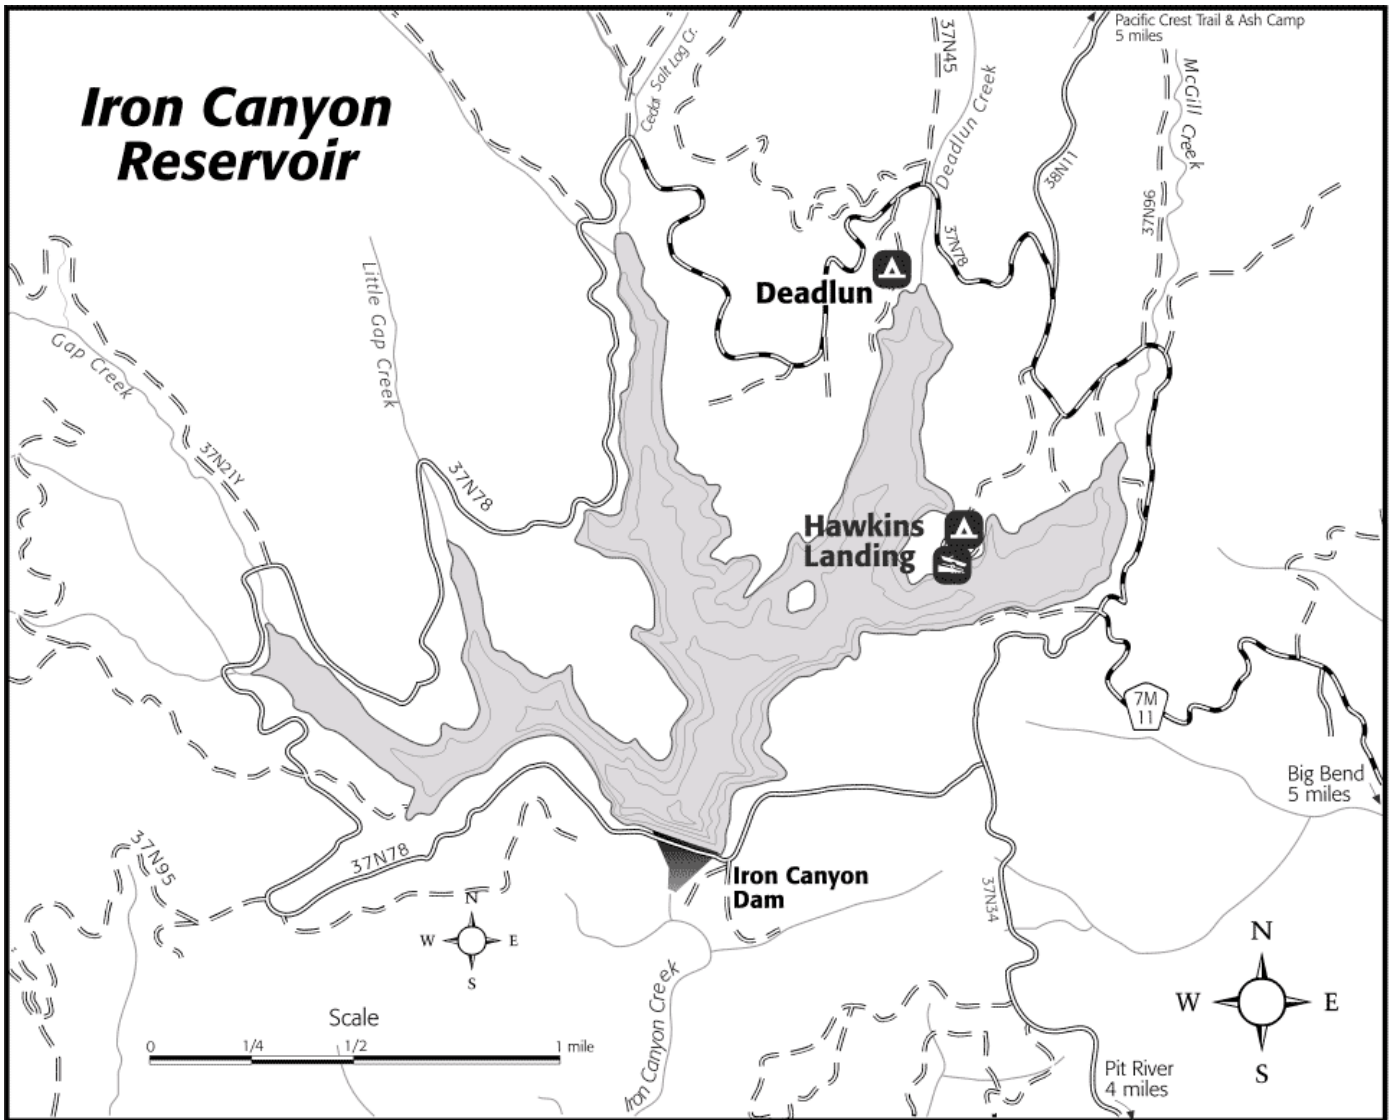 Pacific Crest Trail & Ash Camp
5 miles
Iron Canyon
Reservoir
Cedar Salt Log Cr.
37N45
Deadlun Creek
38N11
McGill Creek
37N96
37N78
Deadlun
Little Gap Creek
Gap Creek
37N21Y
37N78
Hawkins
Landing
7M
11
Big Bend
5 miles
37N78
37N95
Iron Canyon
Dam
37N34
N
W E
S
N
W E
S
Iron Canyon Creek
Scale
0 1/4 1/2 1 mile
Pit River
4 miles